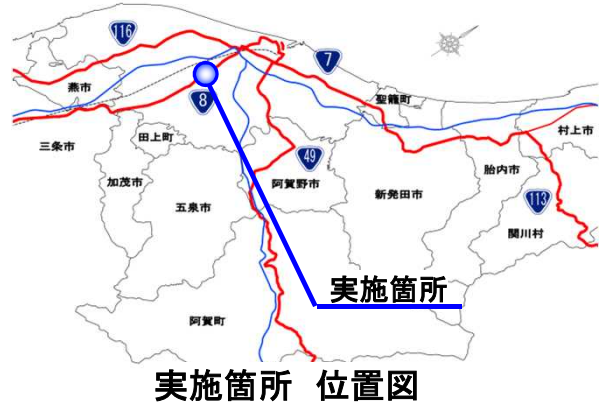 116
7
燕市
8
聖籠町
三条市
田上町
村上市
49
加茂市
阿賀野市
新発田市
胎内市
五泉市
113
関川村
実施箇所
阿賀町
実施箇所 位置図